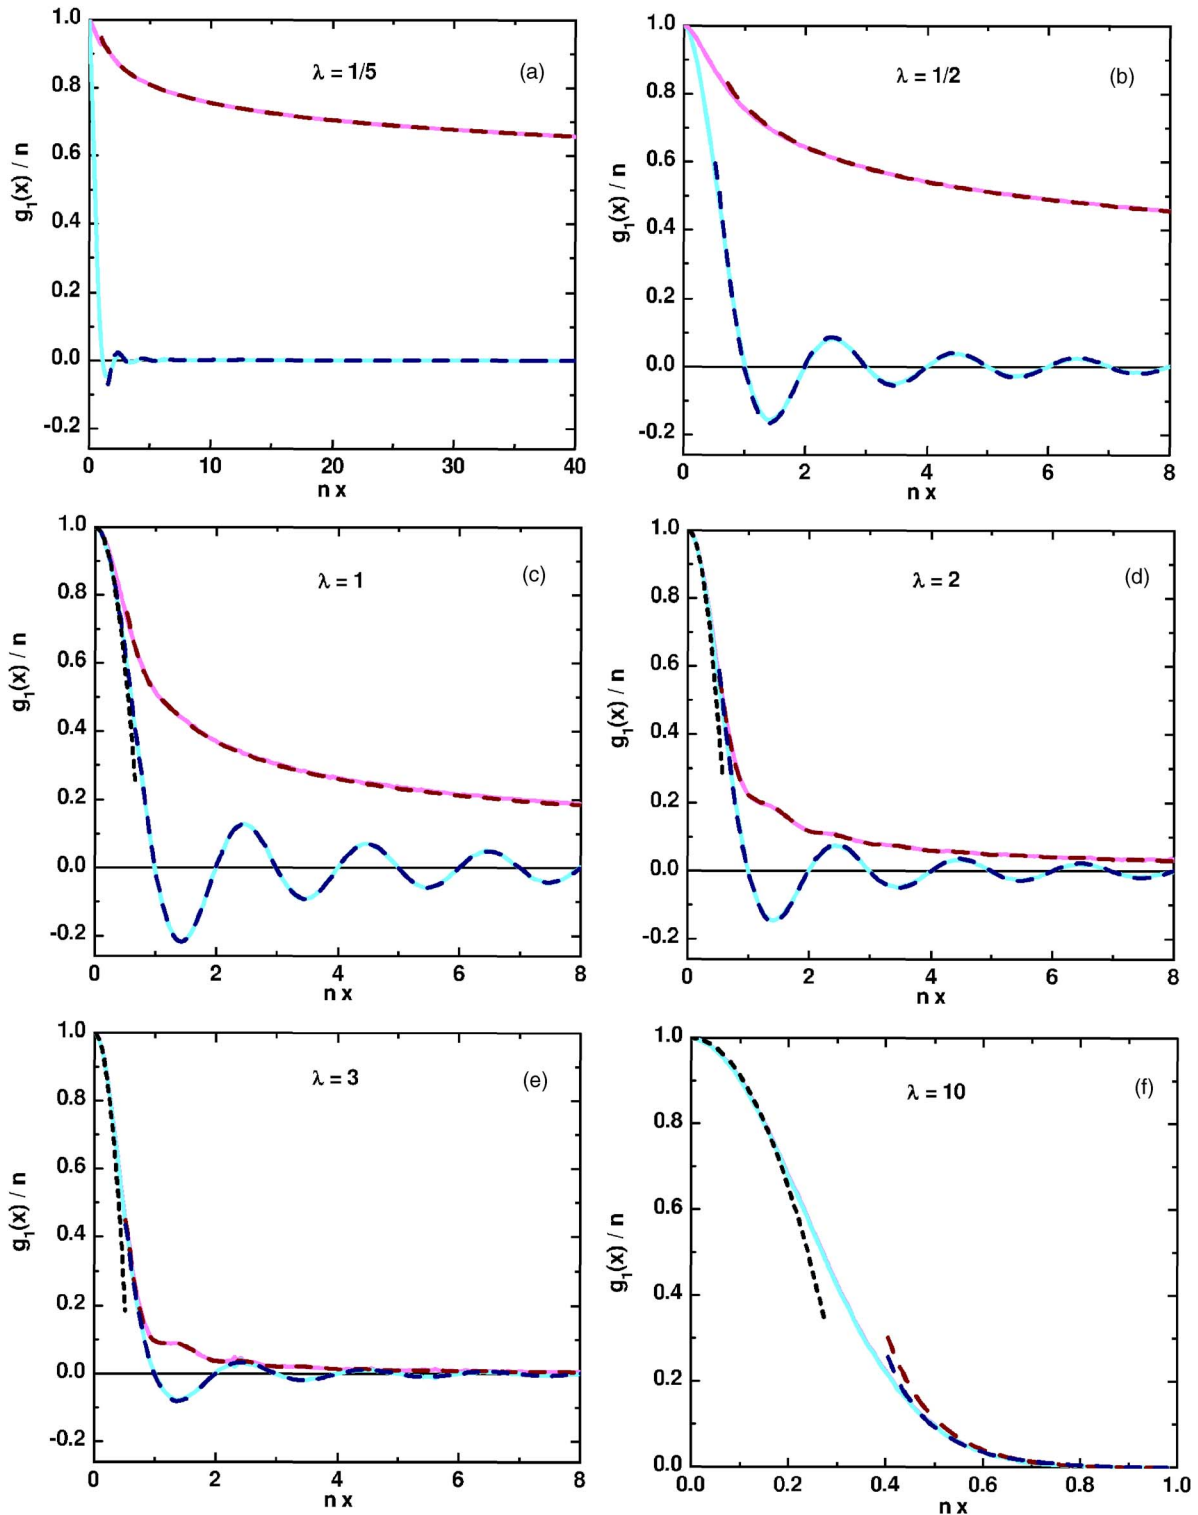 1.0
λ = 1/5
(a)
0.8
0.6
g1(x) / n
0.4
0.2
0.0
-0.2
0 10 20 30 40
n x
1.0
λ = 1/2
(b)
0.8
0.6
g1(x) / n
0.4
0.2
0.0
-0.2
0 2 4 6 8
n x
1.0
λ = 1
(c)
0.8
0.6
g1(x) / n
0.4
0.2
0.0
-0.2
0 2 4 6 8
n x
1.0
λ = 2
(d)
0.8
0.6
g1(x) / n
0.4
0.2
0.0
-0.2
0 2 4 6 8
n x
1.0
λ = 3
(e)
0.8
0.6
g1(x) / n
0.4
0.2
0.0
-0.2
0 2 4 6 8
n x
1.0
λ = 10
(f)
0.8
0.6
g1(x) / n
0.4
0.2
0.0
0.0 0.2 0.4 0.6 0.8 1.0
n x